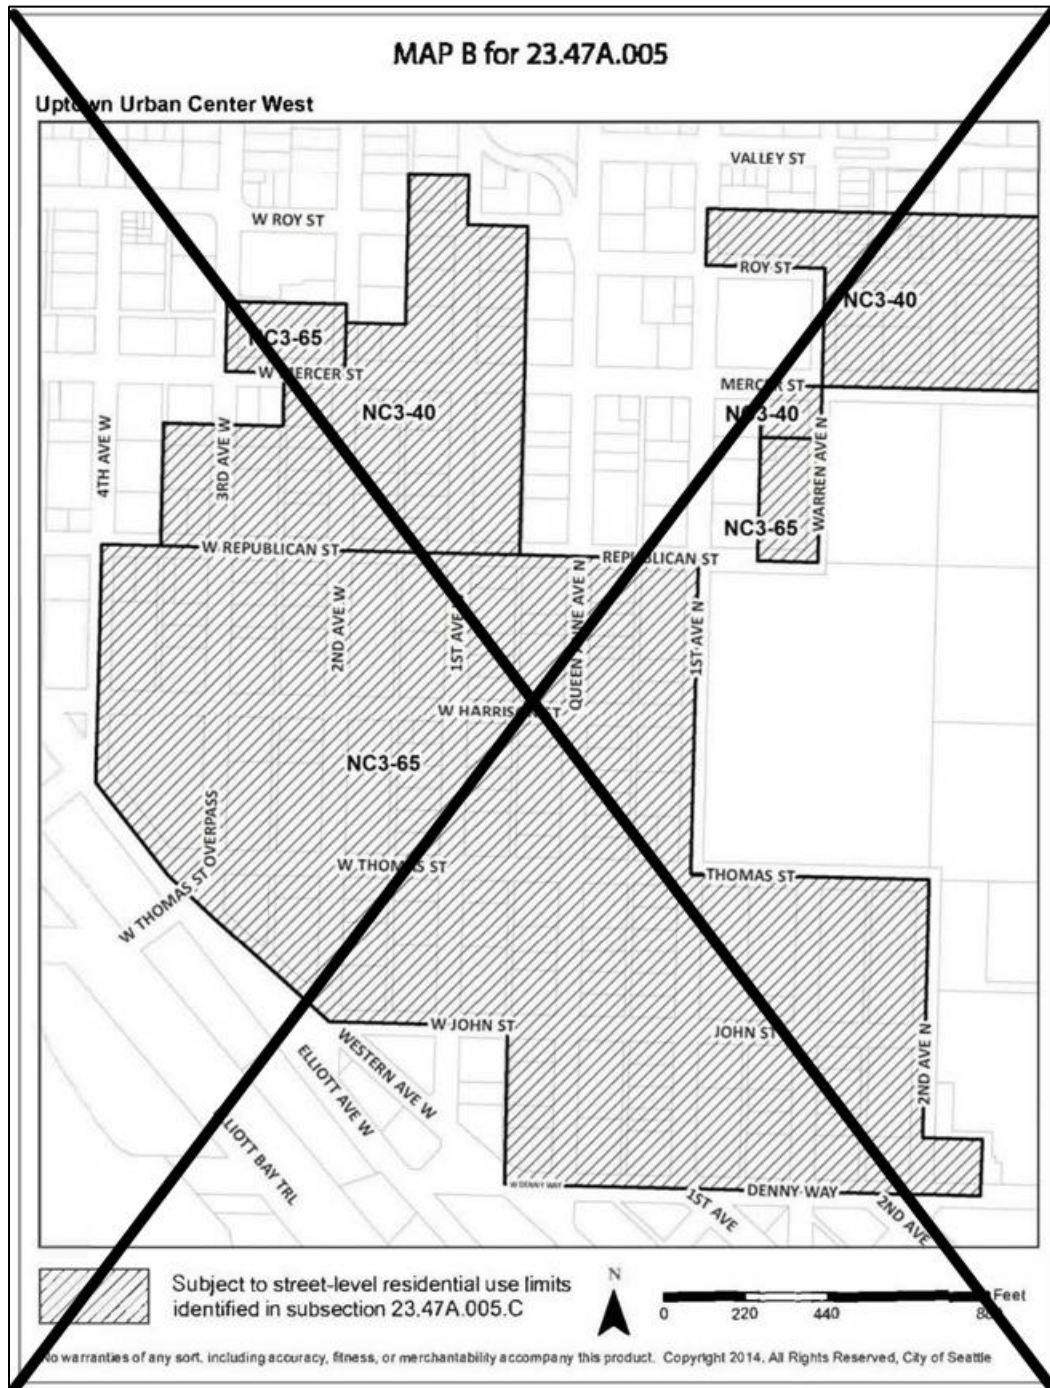 MAP B for 23.47A.005
Uptown Urban Center West
VALLEY ST
W ROY ST
ROY ST
NC3-40
NC3-65
W MERCER ST
MERCER ST
NC3-40
NC3-40
4TH AVE W
3RD AVE W
WARREN AVE N
NC3-65
W REPUBLICAN ST
REPUBLICAN ST
2ND AVE W
1ST AVE
QUEEN ANNE AVE N
1ST AVE N
W HARRISON ST
NC3-65
W THOMAS ST OVERPASS
W THOMAS ST
THOMAS ST
W JOHN ST
JOHN ST
2ND AVE N
WESTERN AVE W
ELLIOTT AVE W
ELLIOTT BAY TRL
W DENNY WAY
DENNY WAY
1ST AVE
2ND AVE
Subject to street-level residential use limits
identified in subsection 23.47A.005.C
N
Feet
0 220 440 880
No warranties of any sort, including accuracy, fitness, or merchantability accompany this product. Copyright 2014, All Rights Reserved, City of Seattle